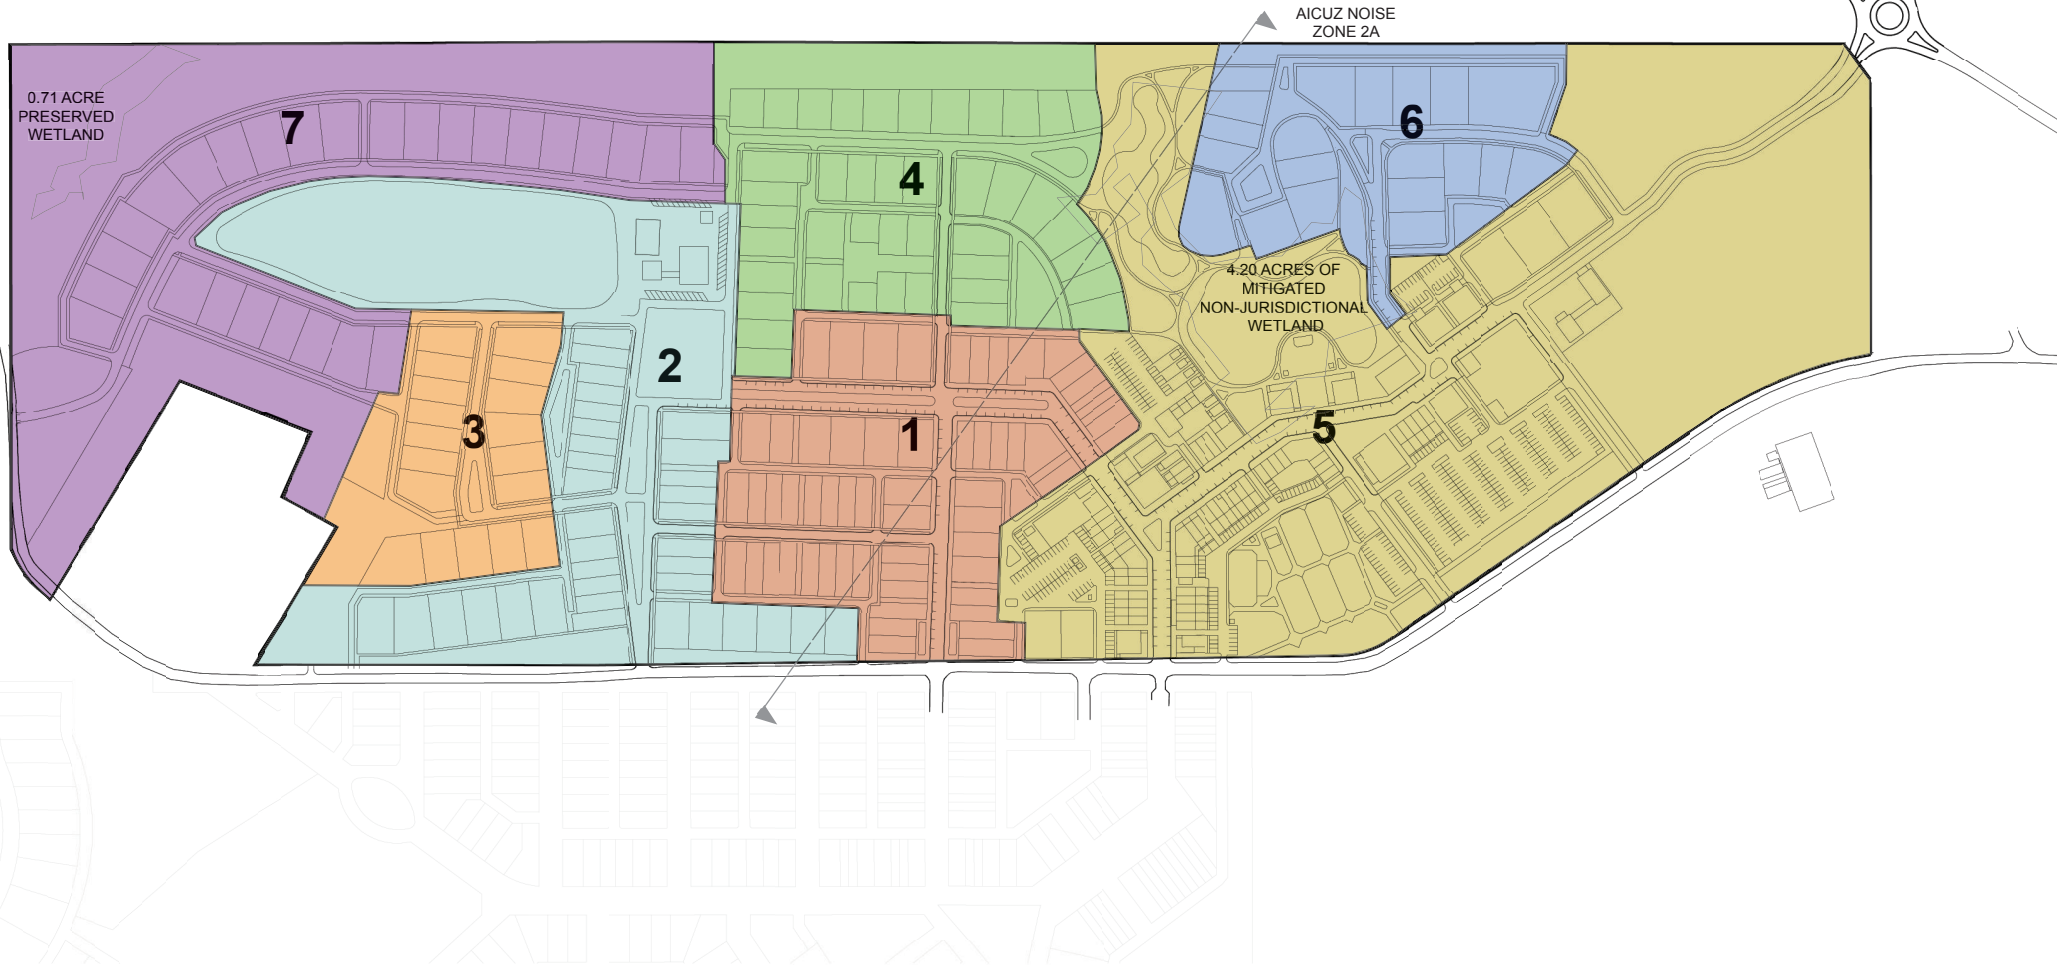 AICUZ NOISE
ZONE 2A
0.71 ACRE
PRESERVED
WETLAND
7
6
4
4.20 ACRES OF
MITIGATED
NON-JURISDICTIONAL
WETLAND
2
3
1
5